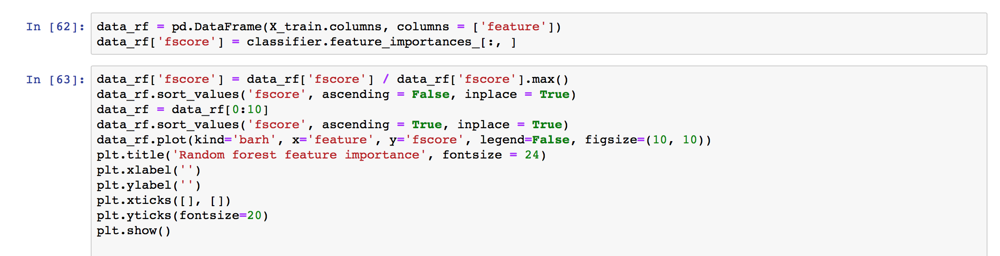 In [62]: data_rf = pd.DataFrame(X_train.columns, columns = ['feature'])
data_rf['fscore'] = classifier.feature_importances_[:, ]
In [63]: data_rf['fscore'] = data_rf['fscore'] / data_rf['fscore'].max()
data_rf.sort_values('fscore', ascending = False, inplace = True)
data_rf = data_rf[0:10]
data_rf.sort_values('fscore', ascending = True, inplace = True)
data_rf.plot(kind='barh', x='feature', y='fscore', legend=False, figsize=(10, 10))
plt.title('Random forest feature importance', fontsize = 24)
plt.xlabel('')
plt.ylabel('')
plt.xticks([], [])
plt.yticks(fontsize=20)
plt.show()